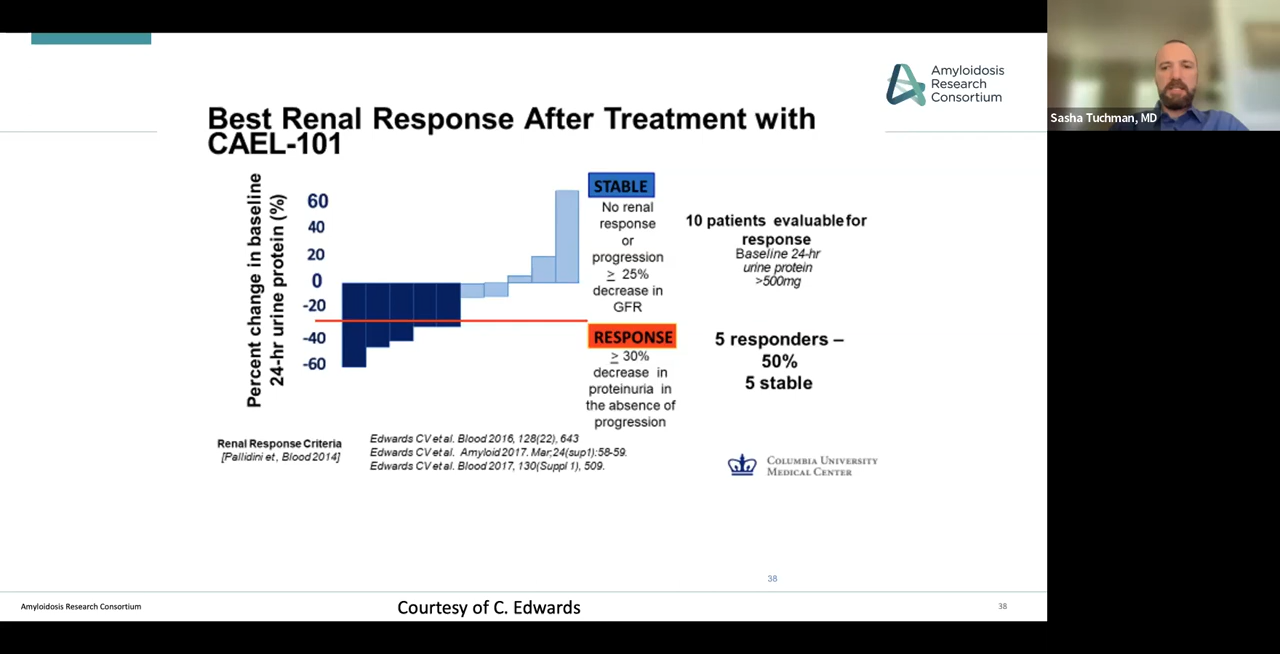 Amyloidosis
Research
Consortium
Sasha Tuchman, MD
Best Renal Response After Treatment with
CAEL-101
Percent change in baseline
24-hr urine protein (%)
60
40
20
0
-20
-40
-60
STABLE
No renal
response
or
progression
≥ 25%
decrease in
GFR
RESPONSE
≥ 30%
decrease in
proteinuria in
the absence of
progression
10 patients evaluable for
response
Baseline 24-hr
urine protein
>500mg
5 responders –
50%
5 stable
Renal Response Criteria
[Pallidini et, Blood 2014]
Edwards CV et al. Blood 2016, 128(22), 643
Edwards CV et al. Amyloid 2017. Mar;24(sup1):58-59.
Edwards CV et al. Blood 2017, 130(Suppl 1), 509.
COLUMBIA UNIVERSITY
MEDICAL CENTER
38
Amyloidosis Research Consortium
Courtesy of C. Edwards
38